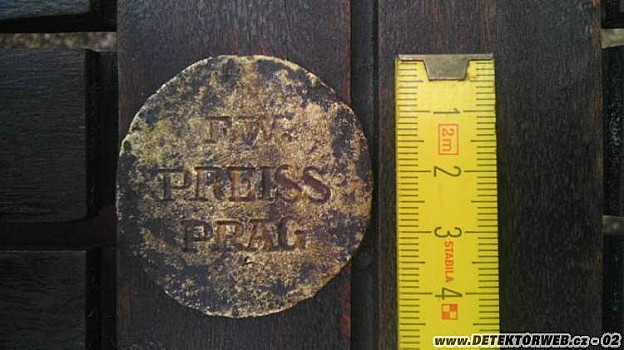 F.W.
PREISS
PRAG
1
2m
2
3
STABILA
4
www.DETEKTORWEB.cz - 02